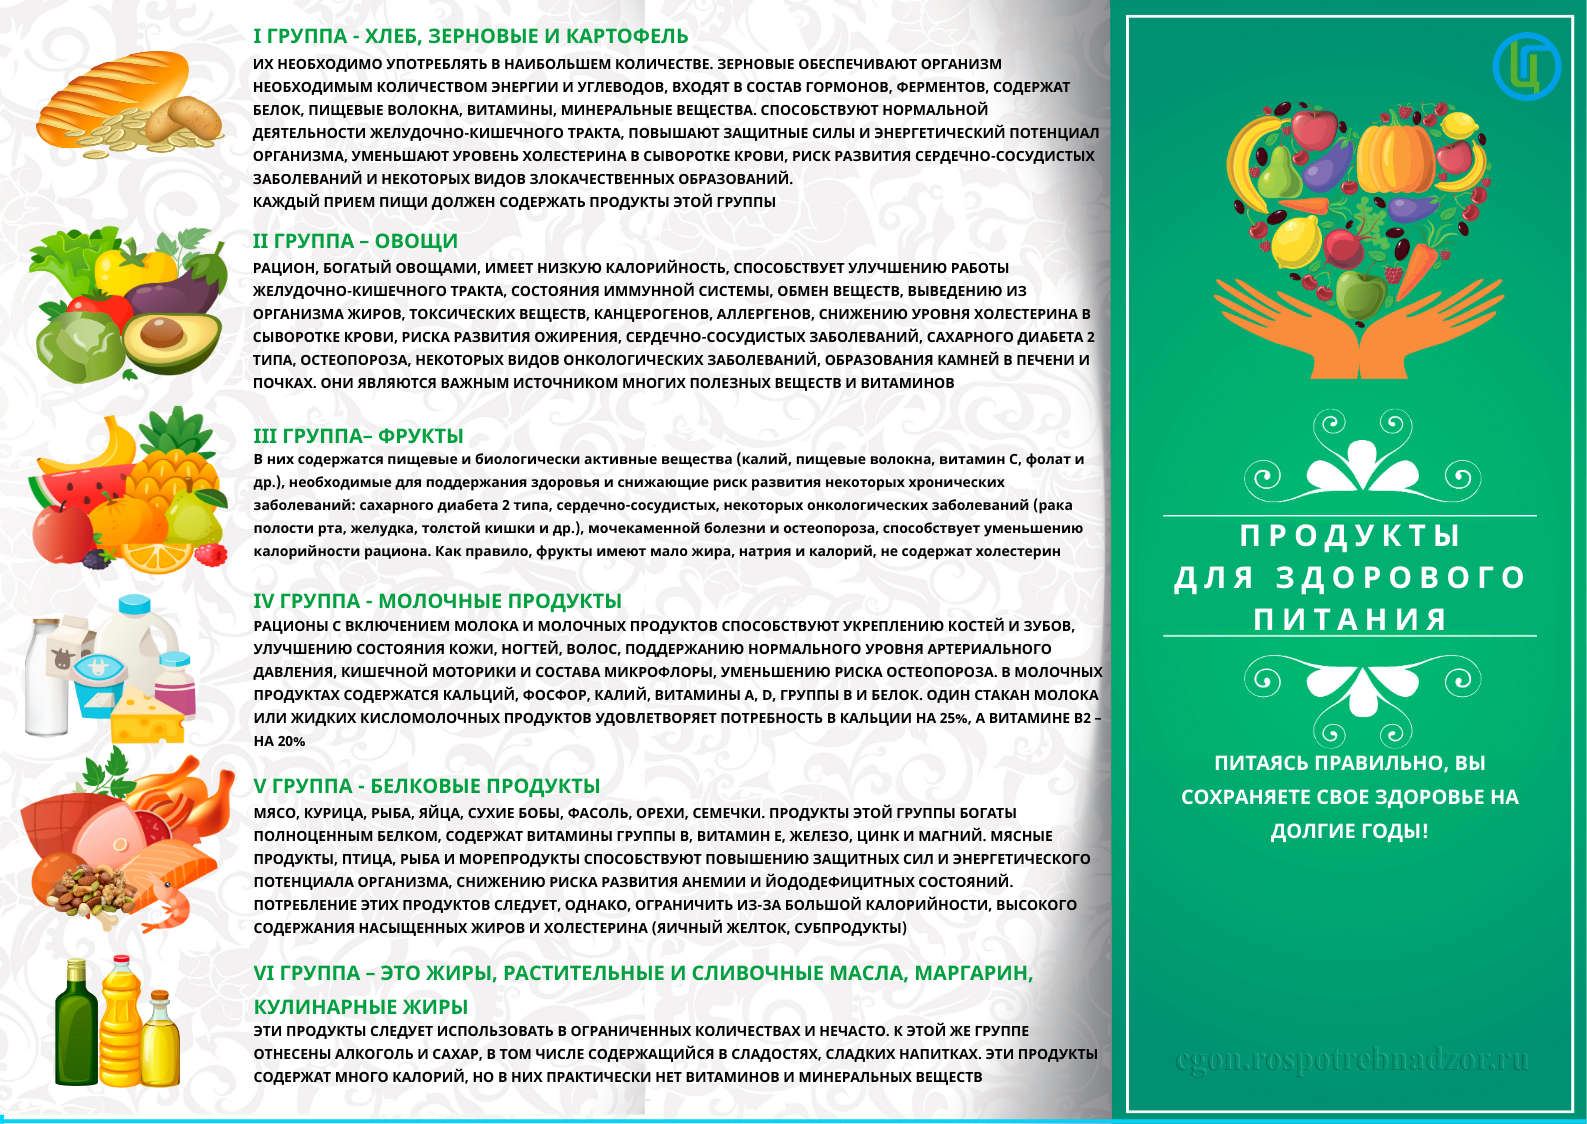 I ГРУППА - ХЛЕБ, ЗЕРНОВЫЕ И КАРТОФЕЛЬ
ИХ НЕОБХОДИМО УПОТРЕБЛЯТЬ В НАИБОЛЬШЕМ КОЛИЧЕСТВЕ. ЗЕРНОВЫЕ ОБЕСПЕЧИВАЮТ ОРГАНИЗМ
НЕОБХОДИМЫМ КОЛИЧЕСТВОМ ЭНЕРГИИ И УГЛЕВОДОВ, ВХОДЯТ В СОСТАВ ГОРМОНОВ, ФЕРМЕНТОВ, СОДЕРЖАТ
БЕЛОК, ПИЩЕВЫЕ ВОЛОКНА, ВИТАМИНЫ, МИНЕРАЛЬНЫЕ ВЕЩЕСТВА. СПОСОБСТВУЮТ НОРМАЛЬНОЙ
ДЕЯТЕЛЬНОСТИ ЖЕЛУДОЧНО-КИШЕЧНОГО ТРАКТА, ПОВЫШАЮТ ЗАЩИТНЫЕ СИЛЫ И ЭНЕРГЕТИЧЕСКИЙ ПОТЕНЦИАЛ
ОРГАНИЗМА, УМЕНЬШАЮТ УРОВЕНЬ ХОЛЕСТЕРИНА В СЫВОРОТКЕ КРОВИ, РИСК РАЗВИТИЯ СЕРДЕЧНО-СОСУДИСТЫХ
ЗАБОЛЕВАНИЙ И НЕКОТОРЫХ ВИДОВ ЗЛОКАЧЕСТВЕННЫХ ОБРАЗОВАНИЙ.
КАЖДЫЙ ПРИЕМ ПИЩИ ДОЛЖЕН СОДЕРЖАТЬ ПРОДУКТЫ ЭТОЙ ГРУППЫ
II ГРУППА – ОВОЩИ
РАЦИОН, БОГАТЫЙ ОВОЩАМИ, ИМЕЕТ НИЗКУЮ КАЛОРИЙНОСТЬ, СПОСОБСТВУЕТ УЛУЧШЕНИЮ РАБОТЫ
ЖЕЛУДОЧНО-КИШЕЧНОГО ТРАКТА, СОСТОЯНИЯ ИММУННОЙ СИСТЕМЫ, ОБМЕН ВЕЩЕСТВ, ВЫВЕДЕНИЮ ИЗ
ОРГАНИЗМА ЖИРОВ, ТОКСИЧЕСКИХ ВЕЩЕСТВ, КАНЦЕРОГЕНОВ, АЛЛЕРГЕНОВ, СНИЖЕНИЮ УРОВНЯ ХОЛЕСТЕРИНА В
СЫВОРОТКЕ КРОВИ, РИСКА РАЗВИТИЯ ОЖИРЕНИЯ, СЕРДЕЧНО-СОСУДИСТЫХ ЗАБОЛЕВАНИЙ, САХАРНОГО ДИАБЕТА 2
ТИПА, ОСТЕОПОРОЗА, НЕКОТОРЫХ ВИДОВ ОНКОЛОГИЧЕСКИХ ЗАБОЛЕВАНИЙ, ОБРАЗОВАНИЯ КАМНЕЙ В ПЕЧЕНИ И
ПОЧКАХ. ОНИ ЯВЛЯЮТСЯ ВАЖНЫМ ИСТОЧНИКОМ МНОГИХ ПОЛЕЗНЫХ ВЕЩЕСТВ И ВИТАМИНОВ
III ГРУППА– ФРУКТЫ
В них содержатся пищевые и биологически активные вещества (калий, пищевые волокна, витамин С, фолат и
др.), необходимые для поддержания здоровья и снижающие риск развития некоторых хронических
заболеваний: сахарного диабета 2 типа, сердечно-сосудистых, некоторых онкологических заболеваний (рака
полости рта, желудка, толстой кишки и др.), мочекаменной болезни и остеопороза, способствует уменьшению
калорийности рациона. Как правило, фрукты имеют мало жира, натрия и калорий, не содержат холестерин
IV ГРУППА - МОЛОЧНЫЕ ПРОДУКТЫ
РАЦИОНЫ С ВКЛЮЧЕНИЕМ МОЛОКА И МОЛОЧНЫХ ПРОДУКТОВ СПОСОБСТВУЮТ УКРЕПЛЕНИЮ КОСТЕЙ И ЗУБОВ,
УЛУЧШЕНИЮ СОСТОЯНИЯ КОЖИ, НОГТЕЙ, ВОЛОС, ПОДДЕРЖАНИЮ НОРМАЛЬНОГО УРОВНЯ АРТЕРИАЛЬНОГО
ДАВЛЕНИЯ, КИШЕЧНОЙ МОТОРИКИ И СОСТАВА МИКРОФЛОРЫ, УМЕНЬШЕНИЮ РИСКА ОСТЕОПОРОЗА. В МОЛОЧНЫХ
ПРОДУКТАХ СОДЕРЖАТСЯ КАЛЬЦИЙ, ФОСФОР, КАЛИЙ, ВИТАМИНЫ А, D, ГРУППЫ В И БЕЛОК. ОДИН СТАКАН МОЛОКА
ИЛИ ЖИДКИХ КИСЛОМОЛОЧНЫХ ПРОДУКТОВ УДОВЛЕТВОРЯЕТ ПОТРЕБНОСТЬ В КАЛЬЦИИ НА 25%, А ВИТАМИНЕ В2 –
НА 20%
V ГРУППА - БЕЛКОВЫЕ ПРОДУКТЫ
МЯСО, КУРИЦА, РЫБА, ЯЙЦА, СУХИЕ БОБЫ, ФАСОЛЬ, ОРЕХИ, СЕМЕЧКИ. ПРОДУКТЫ ЭТОЙ ГРУППЫ БОГАТЫ
ПОЛНОЦЕННЫМ БЕЛКОМ, СОДЕРЖАТ ВИТАМИНЫ ГРУППЫ В, ВИТАМИН Е, ЖЕЛЕЗО, ЦИНК И МАГНИЙ. МЯСНЫЕ
ПРОДУКТЫ, ПТИЦА, РЫБА И МОРЕПРОДУКТЫ СПОСОБСТВУЮТ ПОВЫШЕНИЮ ЗАЩИТНЫХ СИЛ И ЭНЕРГЕТИЧЕСКОГО
ПОТЕНЦИАЛА ОРГАНИЗМА, СНИЖЕНИЮ РИСКА РАЗВИТИЯ АНЕМИИ И ЙОДОДЕФИЦИТНЫХ СОСТОЯНИЙ.
ПОТРЕБЛЕНИЕ ЭТИХ ПРОДУКТОВ СЛЕДУЕТ, ОДНАКО, ОГРАНИЧИТЬ ИЗ-ЗА БОЛЬШОЙ КАЛОРИЙНОСТИ, ВЫСОКОГО
СОДЕРЖАНИЯ НАСЫЩЕННЫХ ЖИРОВ И ХОЛЕСТЕРИНА (ЯИЧНЫЙ ЖЕЛТОК, СУБПРОДУКТЫ)
VI ГРУППА – ЭТО ЖИРЫ, РАСТИТЕЛЬНЫЕ И СЛИВОЧНЫЕ МАСЛА, МАРГАРИН,
КУЛИНАРНЫЕ ЖИРЫ
ЭТИ ПРОДУКТЫ СЛЕДУЕТ ИСПОЛЬЗОВАТЬ В ОГРАНИЧЕННЫХ КОЛИЧЕСТВАХ И НЕЧАСТО. К ЭТОЙ ЖЕ ГРУППЕ
ОТНЕСЕНЫ АЛКОГОЛЬ И САХАР, В ТОМ ЧИСЛЕ СОДЕРЖАЩИЙСЯ В СЛАДОСТЯХ, СЛАДКИХ НАПИТКАХ. ЭТИ ПРОДУКТЫ
СОДЕРЖАТ МНОГО КАЛОРИЙ, НО В НИХ ПРАКТИЧЕСКИ НЕТ ВИТАМИНОВ И МИНЕРАЛЬНЫХ ВЕЩЕСТВ
ПРОДУКТЫ
ДЛЯ ЗДОРОВОГО
ПИТАНИЯ
ПИТАЯСЬ ПРАВИЛЬНО, ВЫ
СОХРАНЯЕТЕ СВОЕ ЗДОРОВЬЕ НА
ДОЛГИЕ ГОДЫ!
cgon.rospotrebnadzor.ru